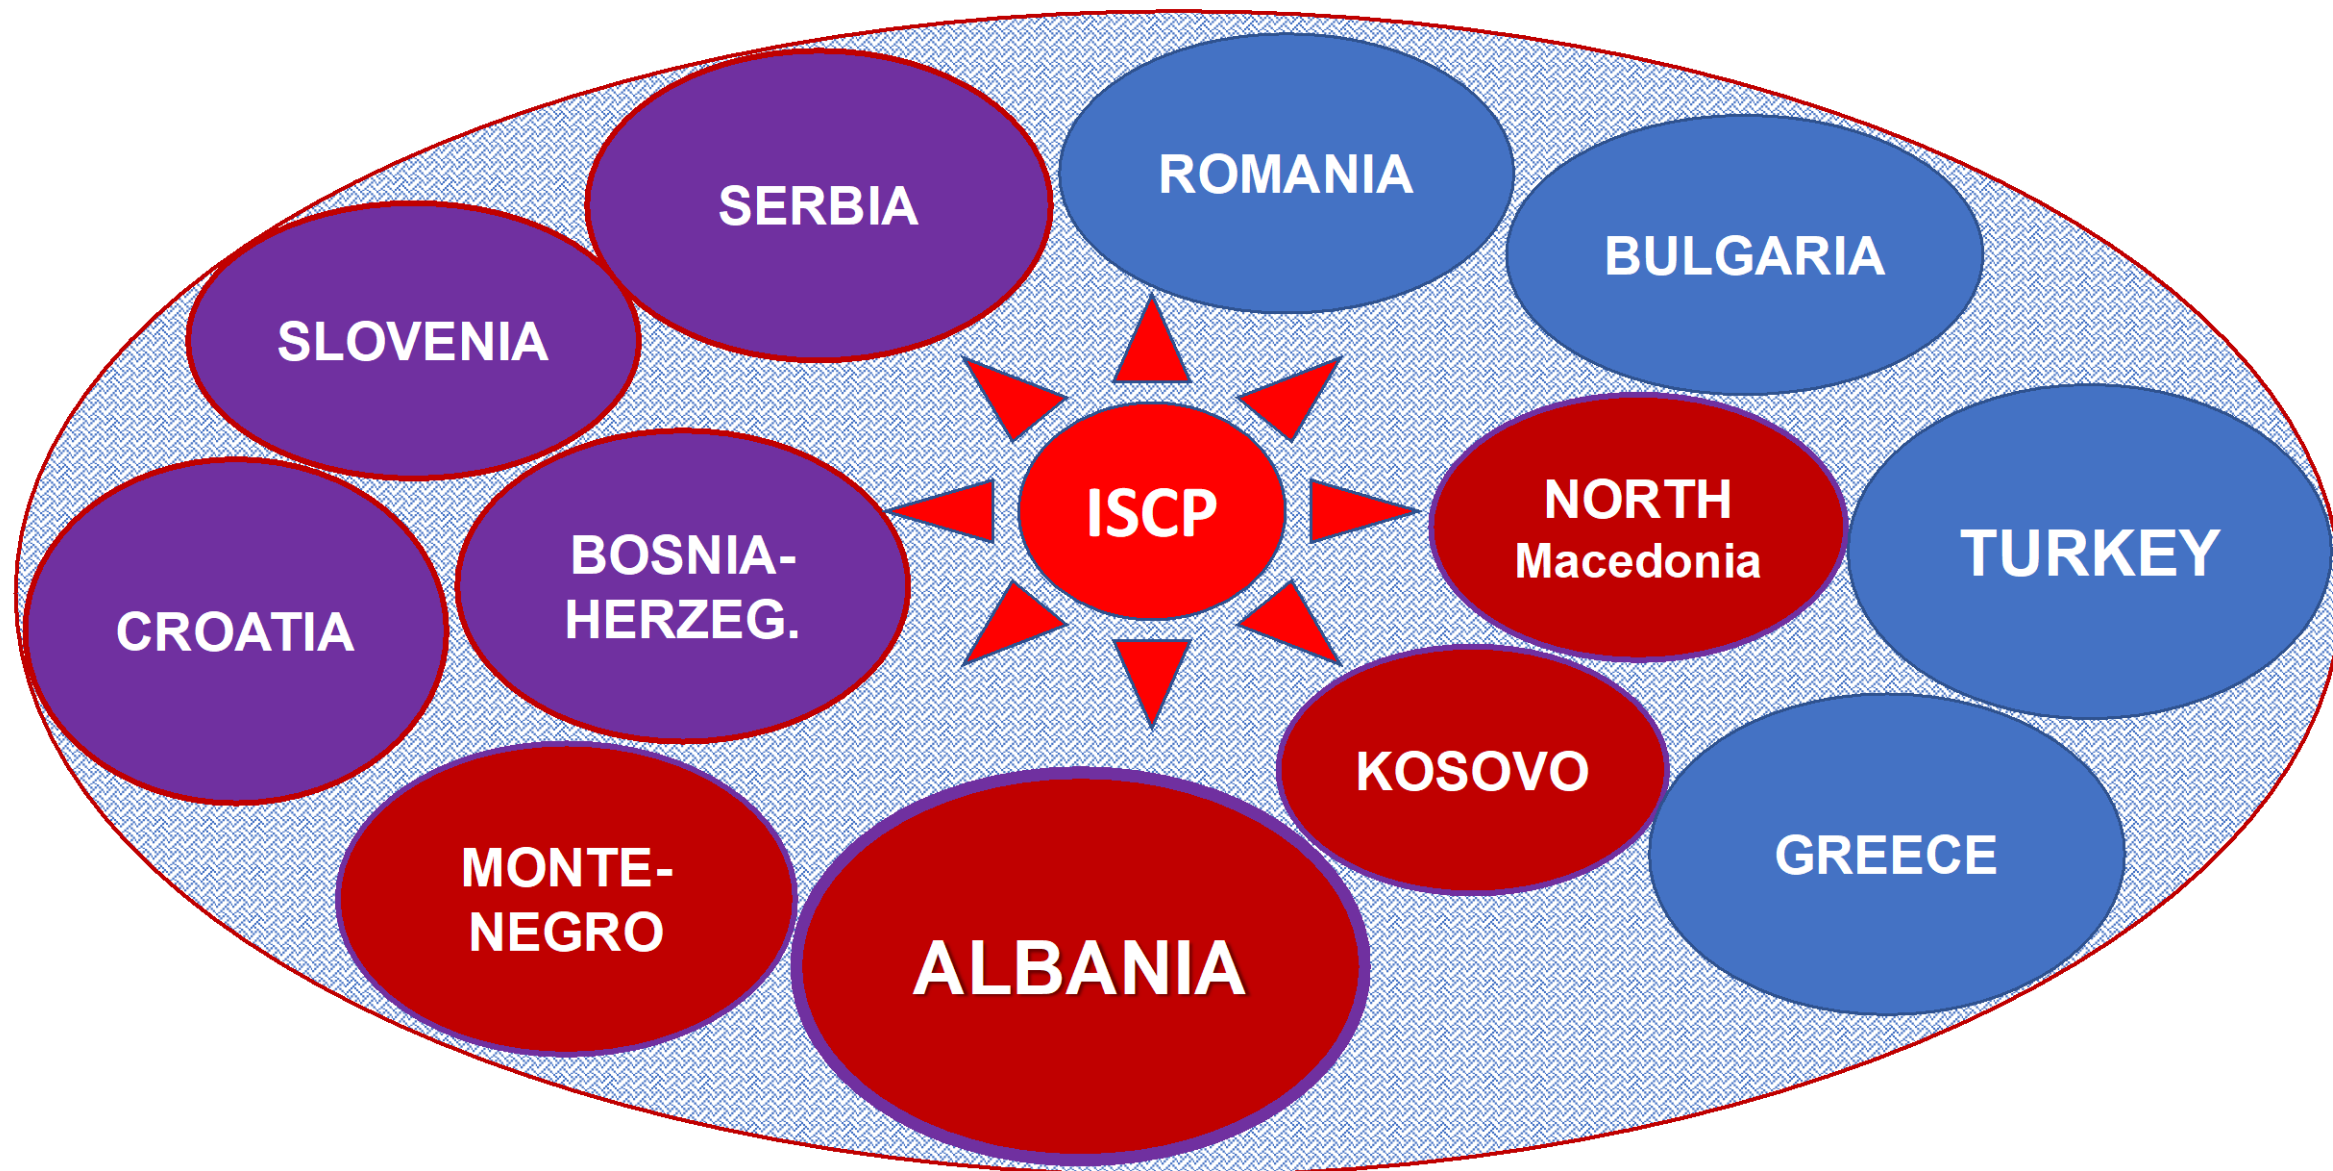 ROMANIA
SERBIA
BULGARIA
SLOVENIA
NORTH
Macedonia
ISCP
TURKEY
BOSNIA-
HERZEG.
CROATIA
KOSOVO
GREECE
MONTE-
NEGRO
ALBANIA